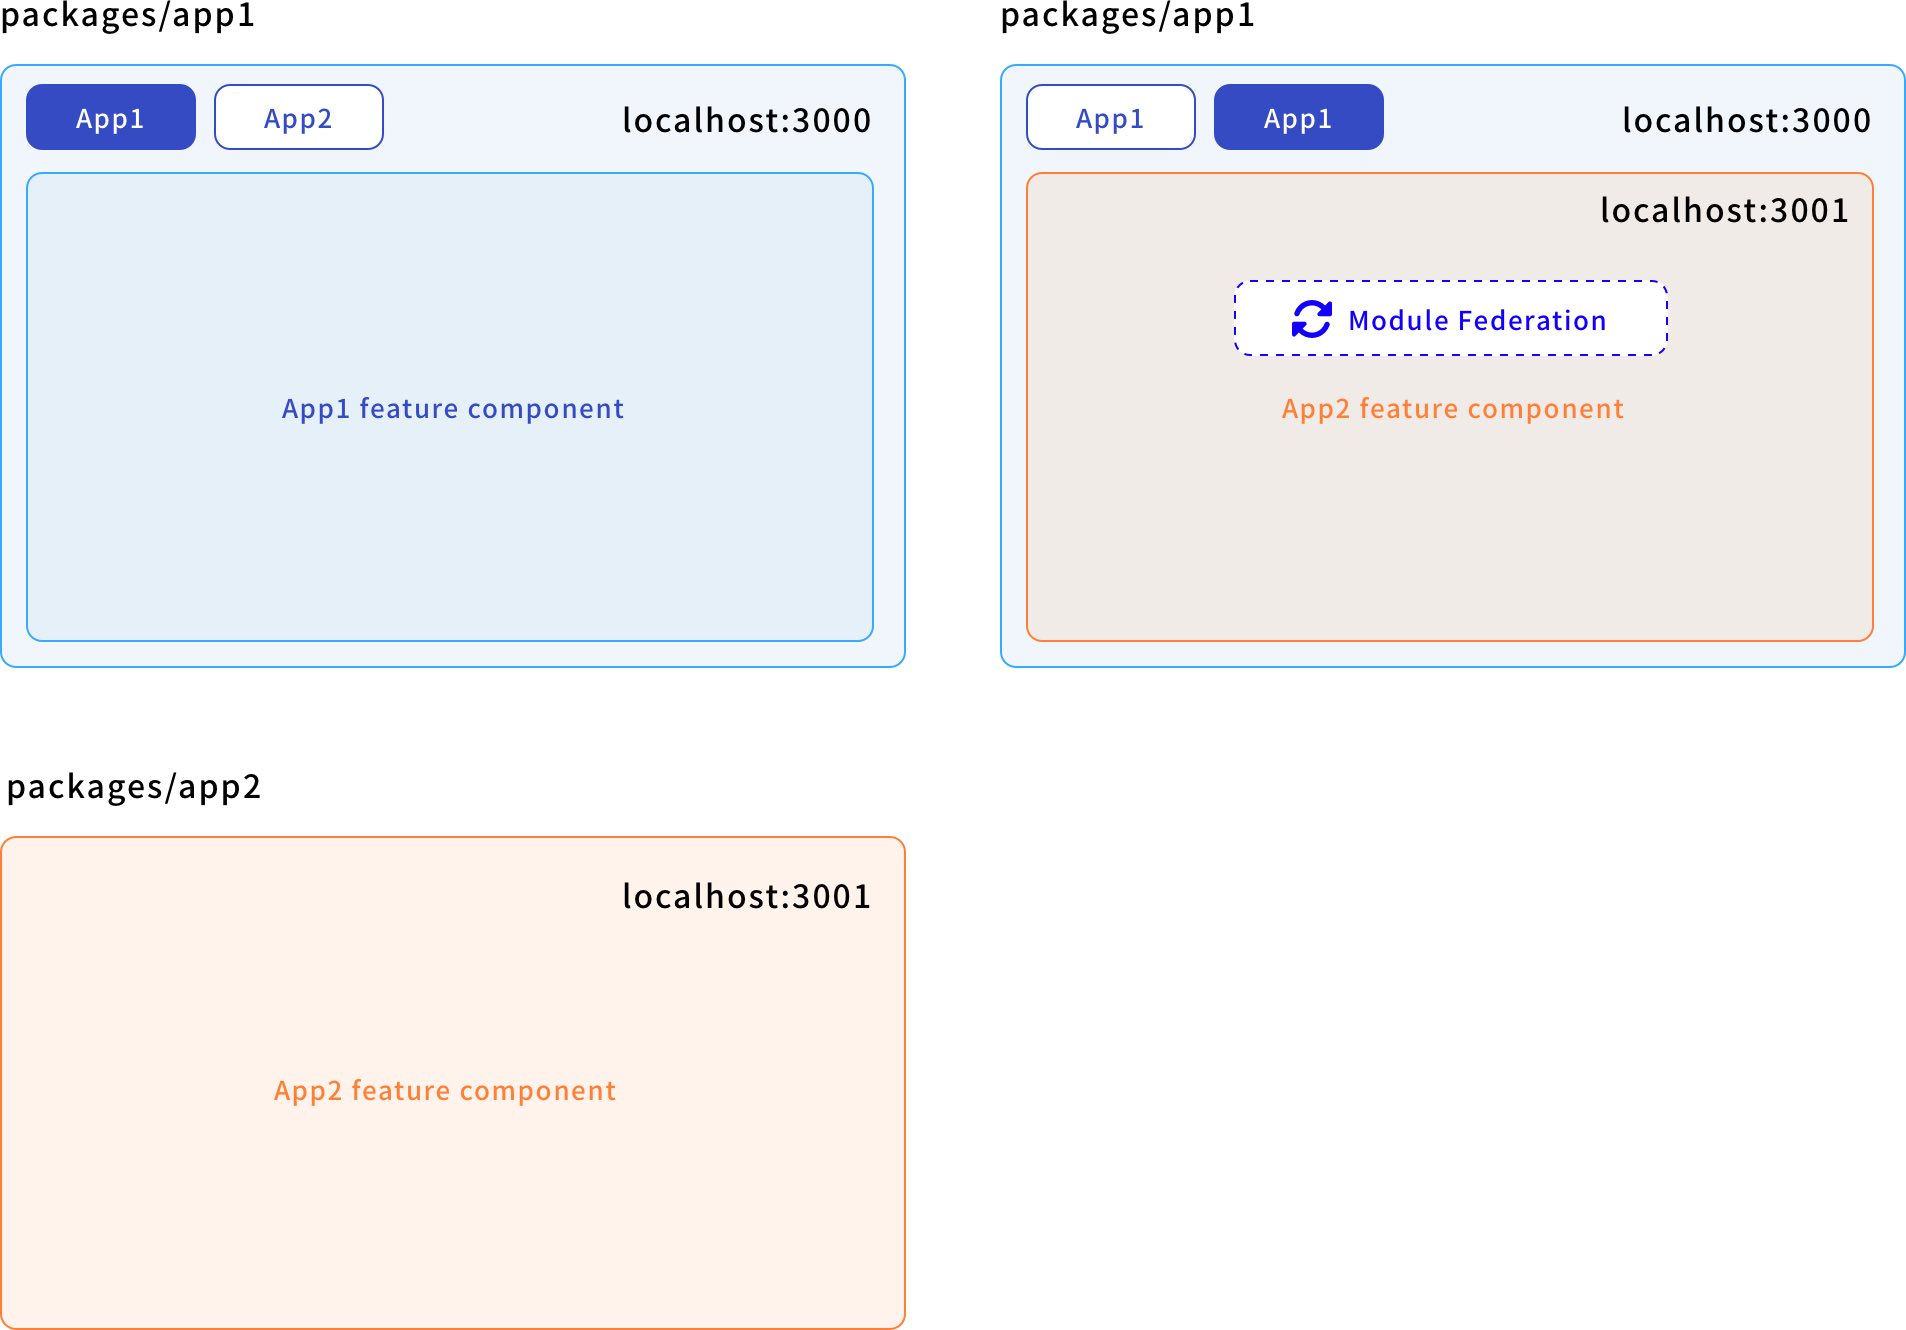 packages/app1
App1
App2
localhost:3000
App1 feature component
packages/app1
App1
App1
localhost:3000
localhost:3001
Module Federation
App2 feature component
packages/app2
localhost:3001
App2 feature component